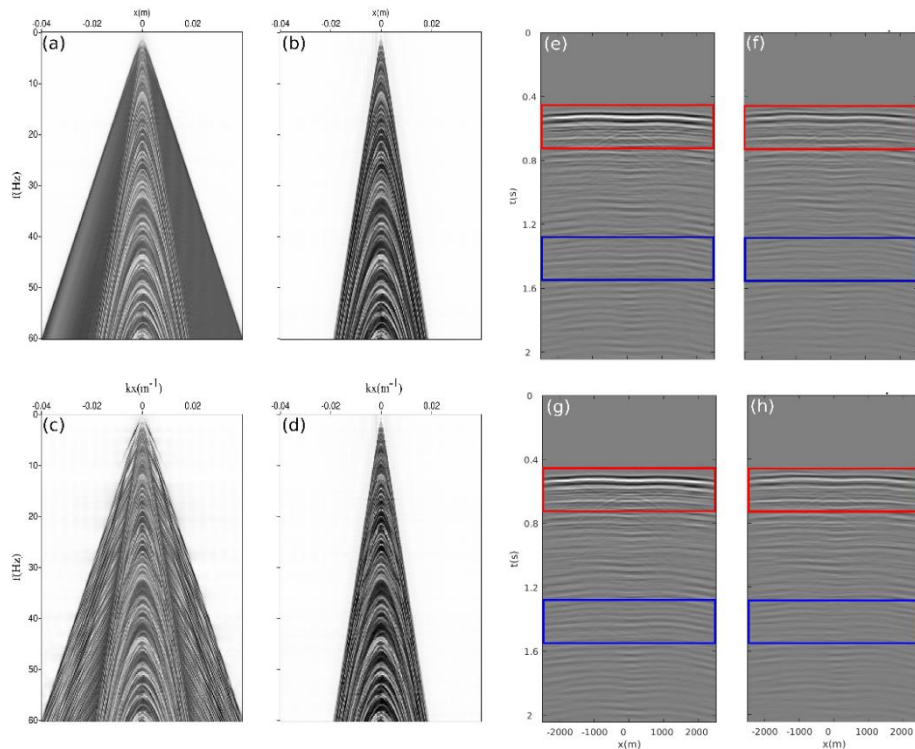 x(m)
-0.04 -0.02 0 0.02
(a)
0
10
20
30
40
50
60
f(Hz)
x(m)
-0.04 -0.02 0 0.02
(b)
kx(m⁻¹)
-0.04 -0.02 0 0.02
(c)
0
10
20
30
40
50
60
f(Hz)
kx(m⁻¹)
-0.04 -0.02 0 0.02
(d)
(e)
0
0.4
0.8
1.2
1.6
2
t(s)
(f)
(g)
0
0.4
0.8
1.2
1.6
2
t(s)
-2000 -1000 0 1000 2000
x(m)
(h)
-2000 -1000 0 1000 2000
x(m)